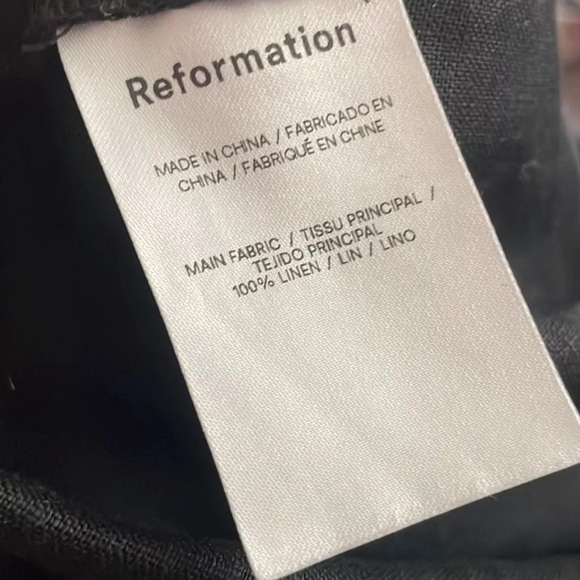 Reformation
MADE IN CHINA / FABRICADO EN
CHINA / FABRIQUÉ EN CHINE
MAIN FABRIC / TISSU PRINCIPAL /
TEJIDO PRINCIPAL
100% LINEN / LIN / LINO